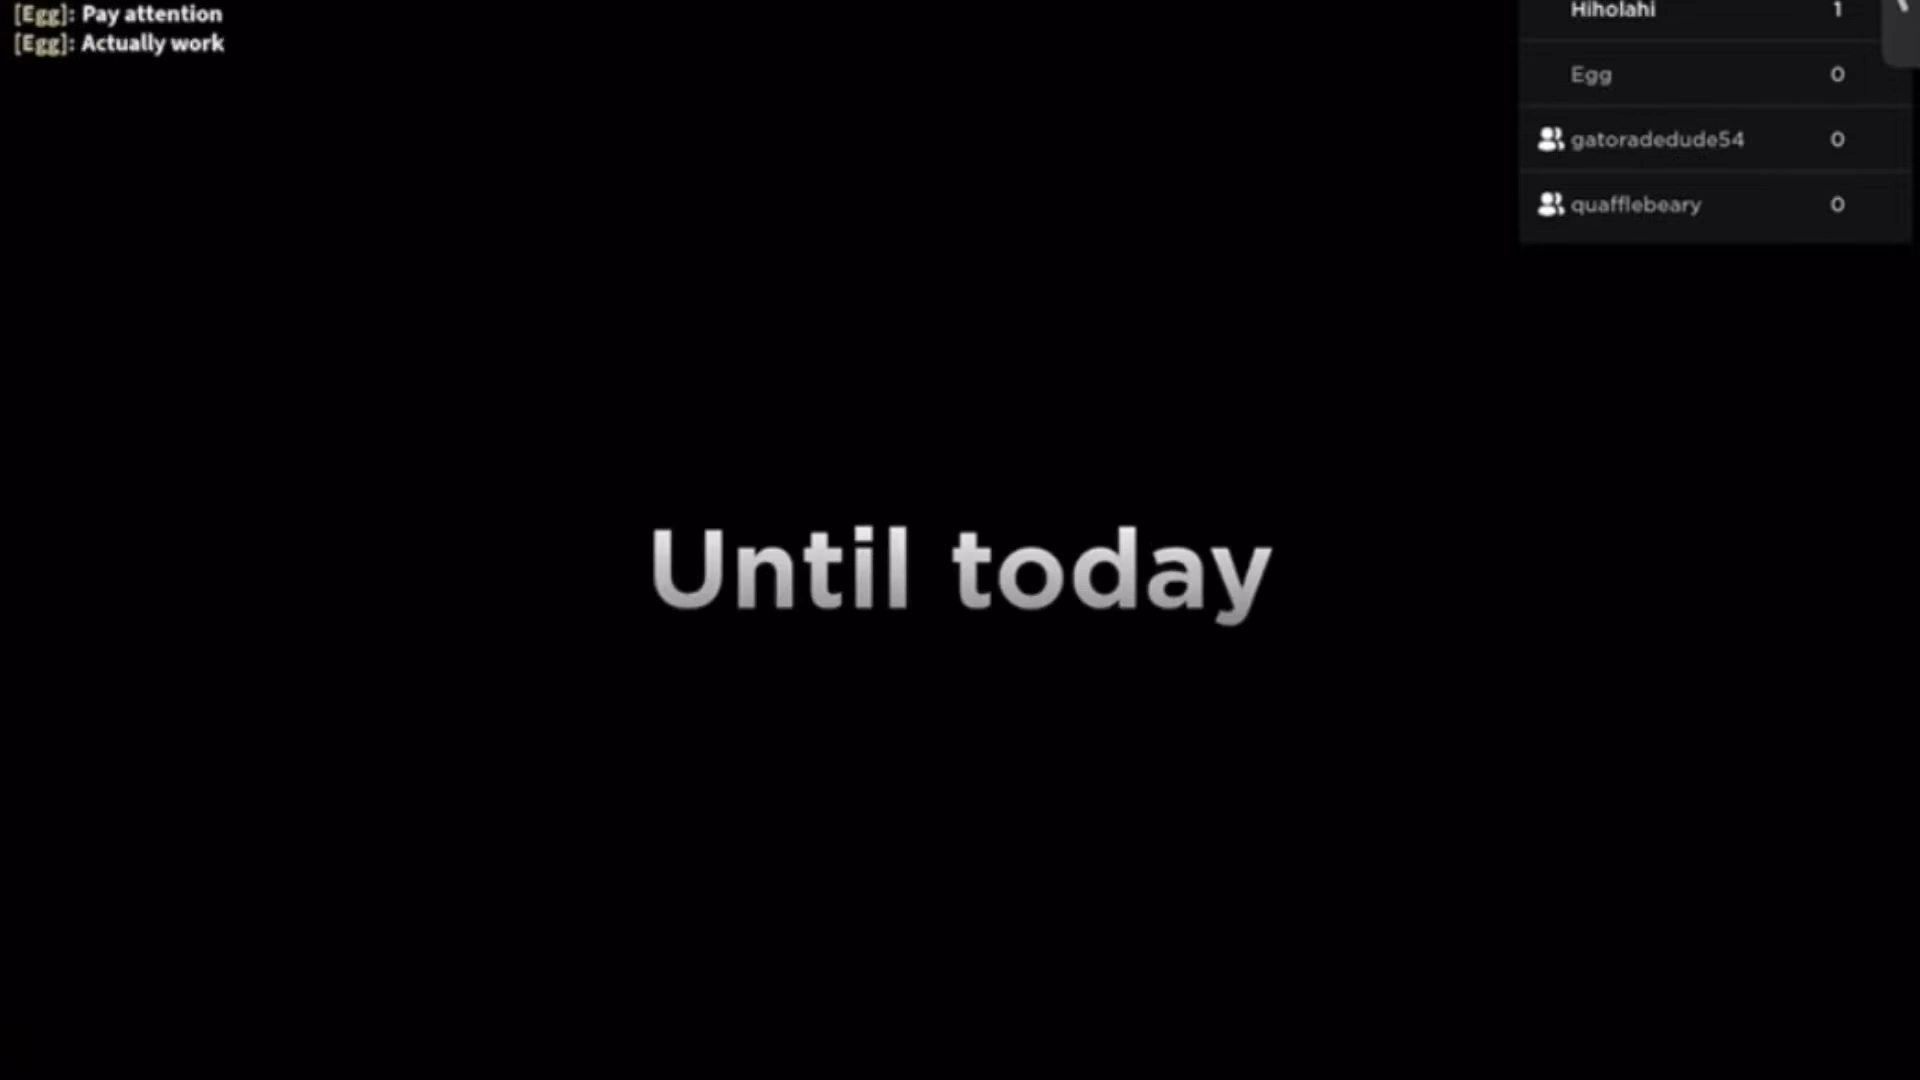 [Egg]: Pay attention
[Egg]: Actually work
Hiholahi 1
Egg 0
gatoradedude54 0
quafflebeary 0
Until today